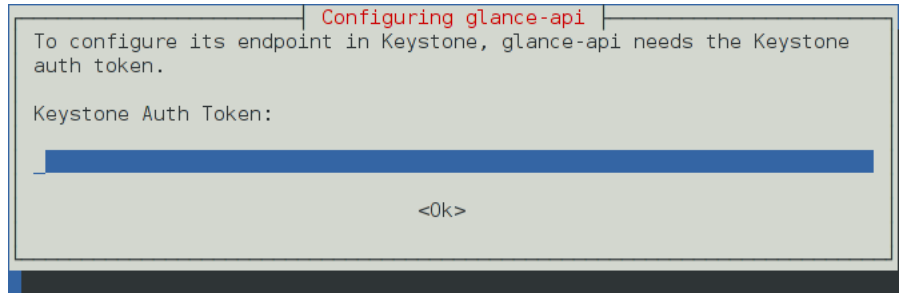 Configuring glance-api
To configure its endpoint in Keystone, glance-api needs the Keystone
auth token.
Keystone Auth Token:
<Ok>